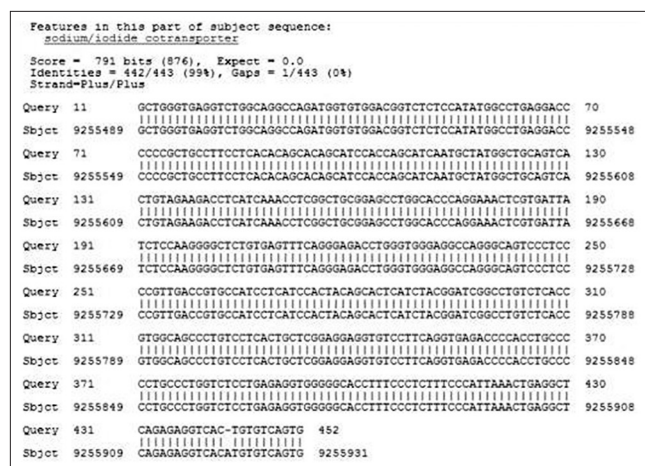 Features in this part of subject sequence:
sodium/iodide cotransporter
Score = 791 bits (876), Expect = 0.0
Identities = 442/443 (99%), Gaps = 1/443 (0%)
Strand=Plus/Plus
Query 11 GCTGGGTGAGGTCTGGCAGGCCAGATGGTGTGGACGGTCTCTCCATATGGCCTGAGGACC 70
Sbjct 9255489 GCTGGGTGAGGTCTGGCAGGCCAGATGGTGTGGACGGTCTCTCCATATGGCCTGAGGACC 9255548
Query 71 CCCCGCTGCCTTCCTCACACAGCACAGCATCCACCAGCATCAATGCTATGGCTGCAGTCA 130
Sbjct 9255549 CCCCGCTGCCTTCCTCACACAGCACAGCATCCACCAGCATCAATGCTATGGCTGCAGTCA 9255608
Query 131 CTGTAGAAGACCTCATCAAACCTCGGCTGCGGAGCCTGGCACCCAGGAAACTCGTGATTA 190
Sbjct 9255609 CTGTAGAAGACCTCATCAAACCTCGGCTGCGGAGCCTGGCACCCAGGAAACTCGTGATTA 9255668
Query 191 TCTCCAAGGGGCTCTGTGAGTTTCAGGGAGACCTGGGTGGGAGGCCAGGGCAGTCCCTCC 250
Sbjct 9255669 TCTCCAAGGGGCTCTGTGAGTTTCAGGGAGACCTGGGTGGGAGGCCAGGGCAGTCCCTCC 9255728
Query 251 CCGTTGACCGTGCCATCCTCATCCACTACAGCACTCATCTACGGATCGGCCTGTCTCACC 310
Sbjct 9255729 CCGTTGACCGTGCCATCCTCATCCACTACAGCACTCATCTACGGATCGGCCTGTCTCACC 9255788
Query 311 GTGGCAGCCCTGTCCTCACTGCTCGGAGGAGGTGTCCTTCAGGTGAGACCCCACCTGCCC 370
Sbjct 9255789 GTGGCAGCCCTGTCCTCACTGCTCGGAGGAGGTGTCCTTCAGGTGAGACCCCACCTGCCC 9255848
Query 371 CCTGCCCTGGTCTCCTGAGAGGTGGGGGCACCTTTCCCTCTTTCCCATTAAACTGAGGCT 430
Sbjct 9255849 CCTGCCCTGGTCTCCTGAGAGGTGGGGGCACCTTTCCCTCTTTCCCATTAAACTGAGGCT 9255908
Query 431 CAGAGAGGTCAC-TGTGTCAGTG 452
Sbjct 9255909 CAGAGAGGTCACATGTGTCAGTG 9255931